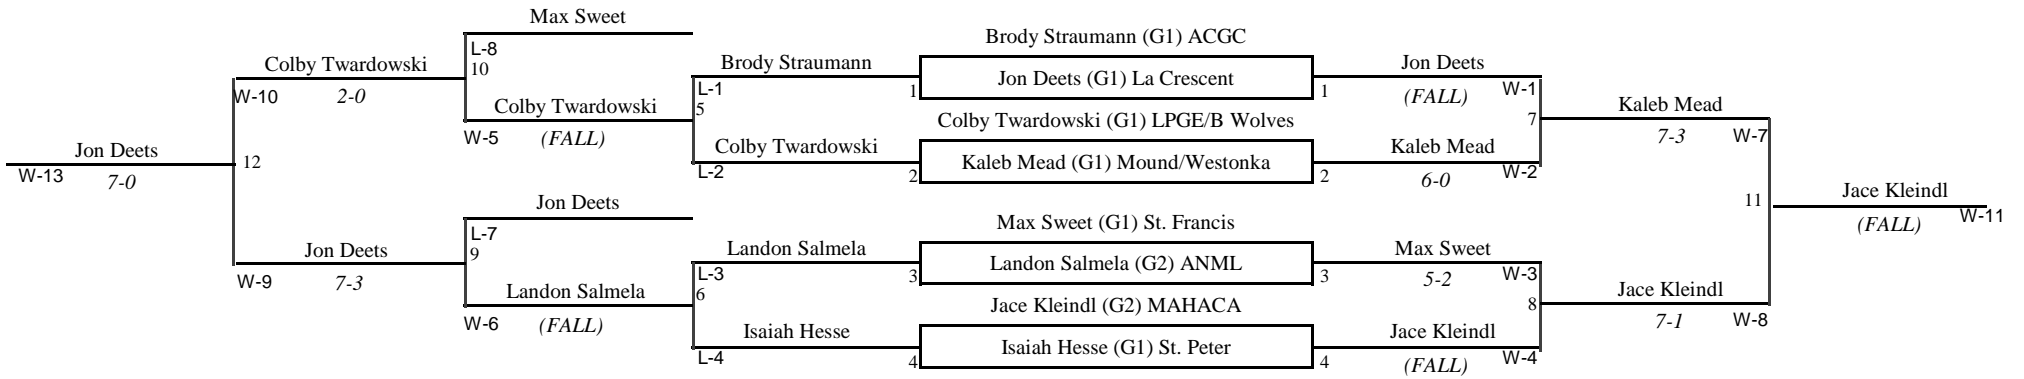 Max Sweet
L-8
10
Colby Twardowski
W-10
2-0
Colby Twardowski
W-5
(FALL)
Jon Deets
W-13
7-0
12
Jon Deets
L-7
9
Jon Deets
W-9
7-3
Landon Salmela
W-6
(FALL)
Brody Straumann
L-1
5
1
Colby Twardowski
L-2
2
Landon Salmela
L-3
6
3
Isaiah Hesse
L-4
4
Brody Straumann (G1) ACGC
Jon Deets (G1) La Crescent
Colby Twardowski (G1) LPGE/B Wolves
Kaleb Mead (G1) Mound/Westonka
Max Sweet (G1) St. Francis
Landon Salmela (G2) ANML
Jace Kleindl (G2) MAHACA
Isaiah Hesse (G1) St. Peter
Jon Deets
1
(FALL)
W-1
7
Kaleb Mead
2
6-0
W-2
Max Sweet
3
5-2
W-3
8
Jace Kleindl
4
(FALL)
W-4
Kaleb Mead
7-3
W-7
11
Jace Kleindl
7-1
W-8
Jace Kleindl
(FALL)
W-11